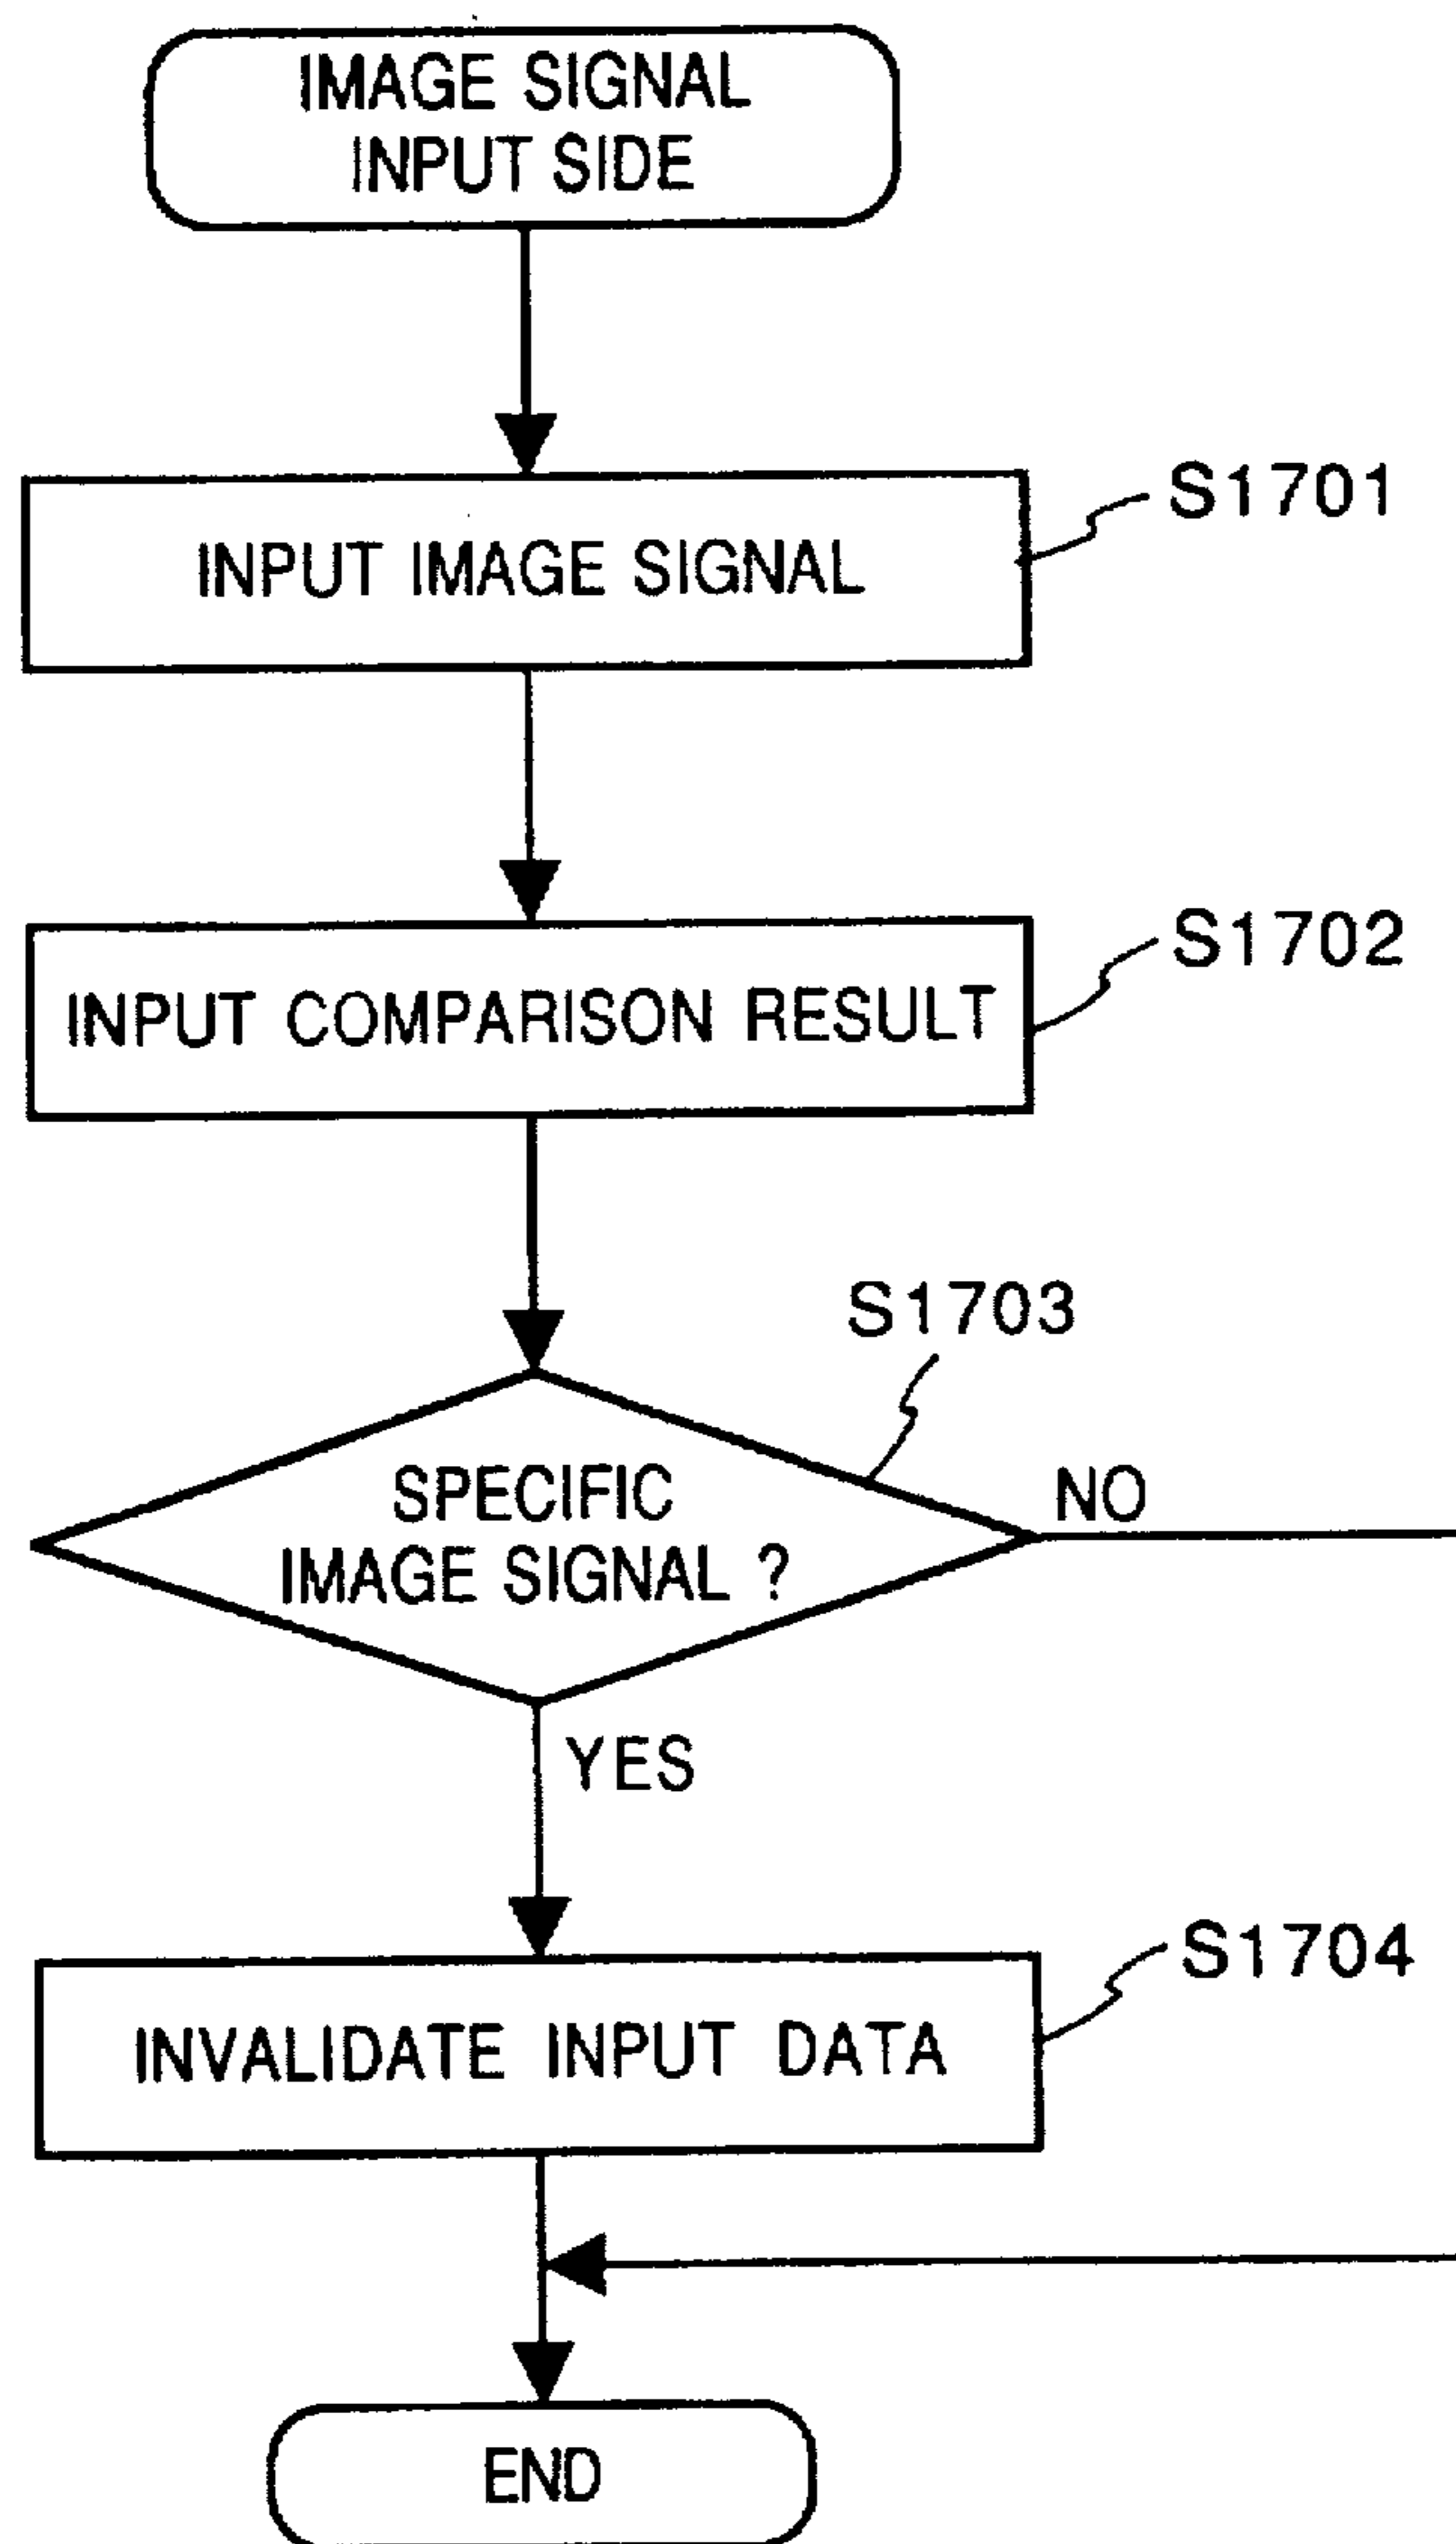 IMAGE SIGNAL
INPUT SIDE
S1701
INPUT IMAGE SIGNAL
S1702
INPUT COMPARISON RESULT
S1703
SPECIFIC
IMAGE SIGNAL ?
NO
YES
S1704
INVALIDATE INPUT DATA
END